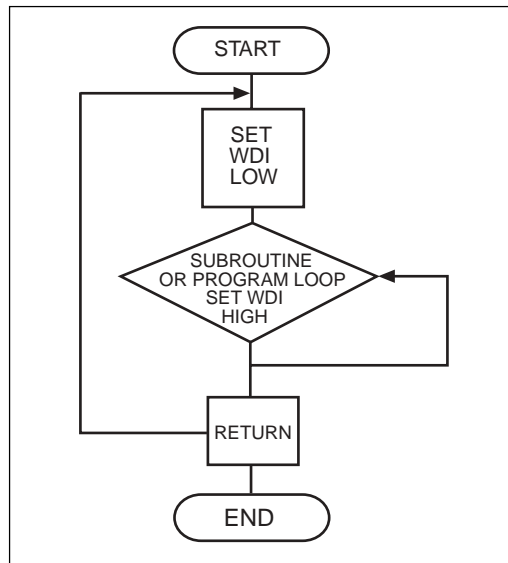 START
SET
WDI
LOW
SUBROUTINE
OR PROGRAM LOOP
SET WDI
HIGH
RETURN
END